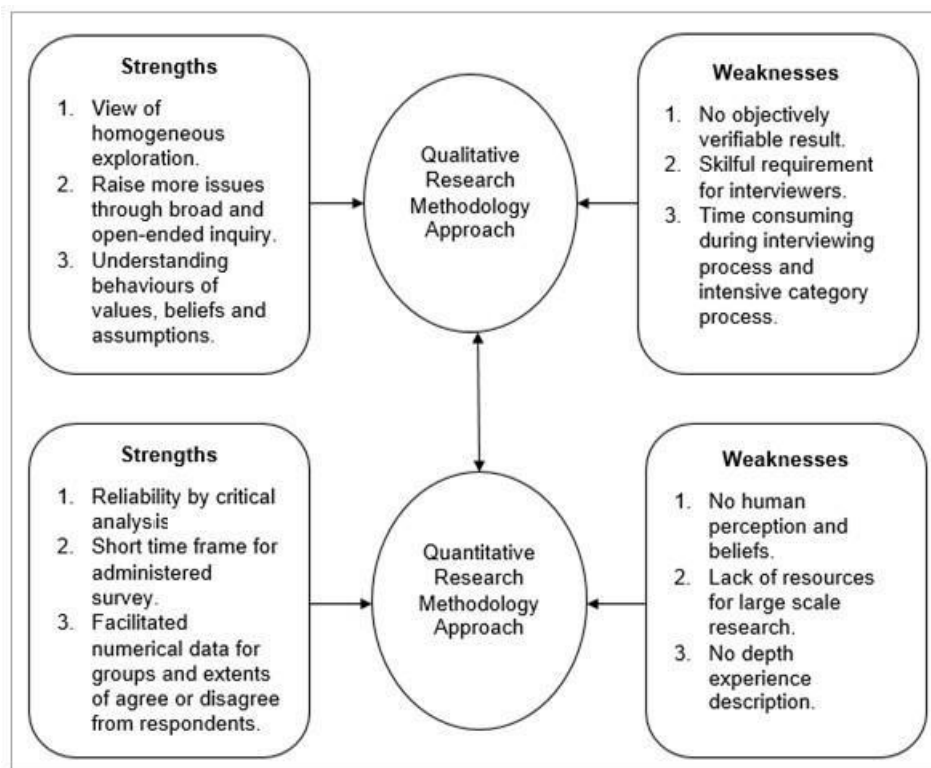 Strengths
1. View of
homogeneous
exploration.
2. Raise more issues
through broad and
open-ended inquiry.
3. Understanding
behaviours of
values, beliefs and
assumptions.
Qualitative
Research
Methodology
Approach
Weaknesses
1. No objectively
verifiable result.
2. Skilful requirement
for interviewers.
3. Time consuming
during interviewing
process and
intensive category
process.
Strengths
1. Reliability by critical
analysis
2. Short time frame for
administered
survey.
3. Facilitated
numerical data for
groups and extents
of agree or disagree
from respondents.
Quantitative
Research
Methodology
Approach
Weaknesses
1. No human
perception and
beliefs.
2. Lack of resources
for large scale
research.
3. No depth
experience
description.